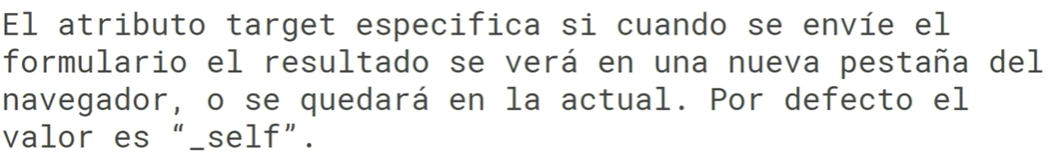 El atributo target especifica si cuando se envíe el
formulario el resultado se verá en una nueva pestaña del
navegador, o se quedará en la actual. Por defecto el
valor es “_self”.